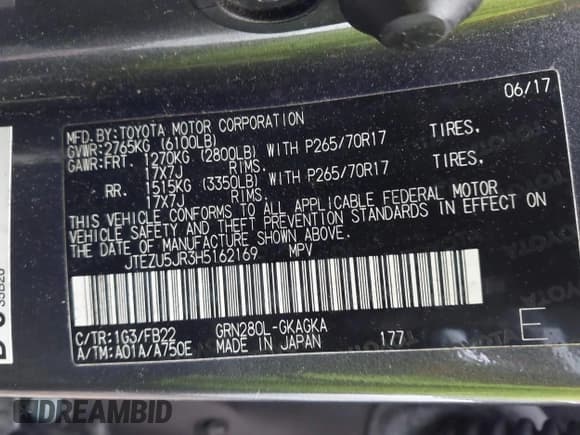 MFD.BY:TOYOTA MOTOR CORPORATION 06/17
GVWR:2765KG (6100LB)
GAWR:FRT. 1270KG (2800LB) WITH P265/70R17 TIRES,
17X7J RIMS.
RR. 1515KG (3350LB) WITH P265/70R17 TIRES,
17X7J RIMS.
THIS VEHICLE CONFORMS TO ALL APPLICABLE FEDERAL MOTOR
VEHICLE SAFETY AND THEFT PREVENTION STANDARDS IN EFFECT ON
THE DATE OF MANUFACTURE SHOWN ABOVE.
JTEZU5JR3H5162169 MPV
C/TR:1G3/FB22 GRN280L-GKAGKA
A/TM:A01A/A750E MADE IN JAPAN 177 E
DREAMBID